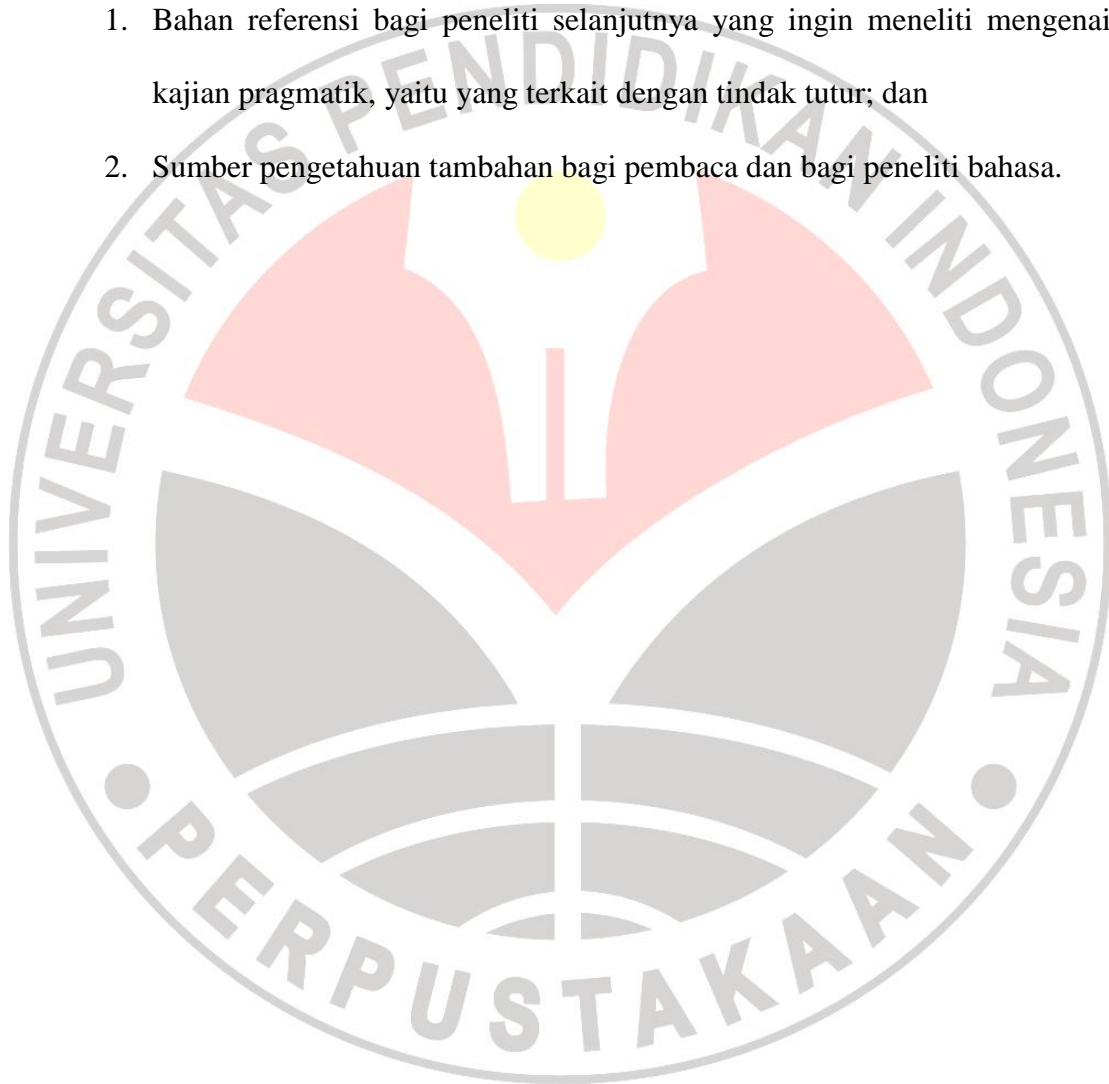 1. Bahan referensi bagi peneliti selanjutnya yang ingin meneliti mengenai
kajian pragmatik, yaitu yang terkait dengan tindak tutur; dan
2. Sumber pengetahuan tambahan bagi pembaca dan bagi peneliti bahasa.
UNIVERSITAS PENDIDIKAN INDONESIA
PERPUSTAKAAN